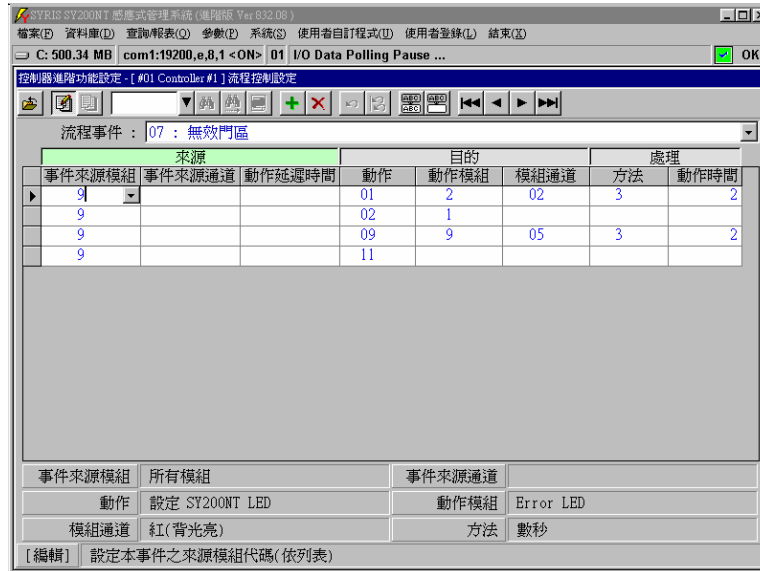 SYRIS SY200NT 感應式管理系統 (進階版 Ver 832.08 )
檔案(F) 資料庫(D) 查詢/報表(Q) 參數(P) 系統(S) 使用者自訂程式(U) 使用者登錄(L) 結束(X)
C: 500.34 MB com1:19200,e,8,1 <ON> 01 I/O Data Polling Pause ... OK
控制器進階功能設定 - [ #01 Controller #1 ] 流程控制設定
ABC ABC ABC
流程事件 : 07 : 無效門區
來源 目的 處理
事件來源模組 事件來源通道 動作延遲時間 動作 動作模組 模組通道 方法 動作時間
9 01 2 02 3 2
9 02 1
9 09 9 05 3 2
9 11
事件來源模組 所有模組 事件來源通道
動作 設定 SY200NT LED 動作模組 Error LED
模組通道 紅(背光亮) 方法 數秒
[編輯] 設定本事件之來源模組代碼(依列表)